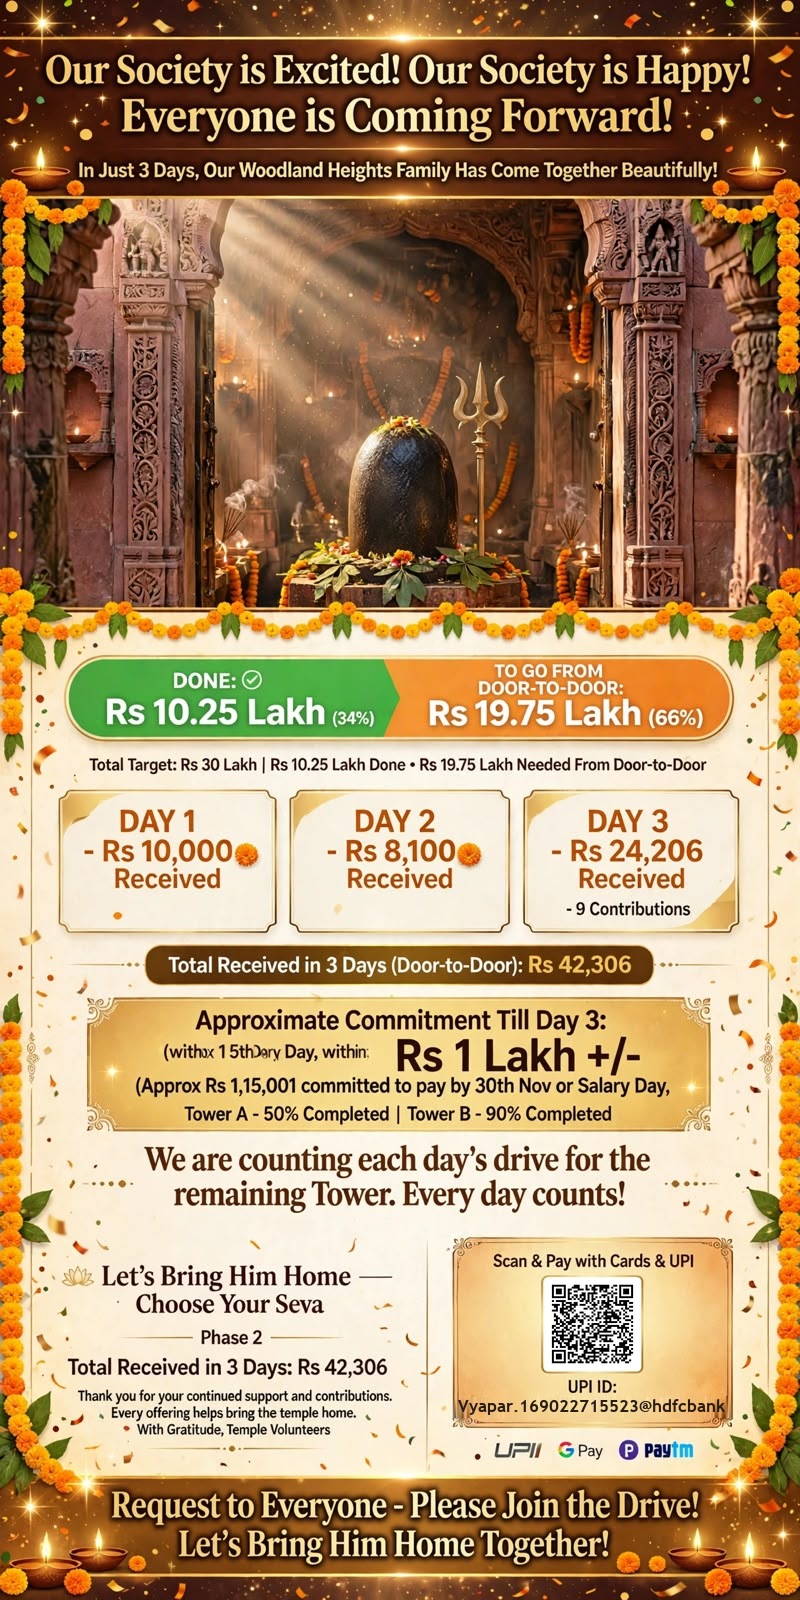 Our Society is Excited! Our Society is Happy!
Everyone is Coming Forward!
In Just 3 Days, Our Woodland Heights Family Has Come Together Beautifully!
DONE:
Rs 10.25 Lakh (34%)
TO GO FROM
DOOR-TO-DOOR:
Rs 19.75 Lakh (66%)
Total Target: Rs 30 Lakh | Rs 10.25 Lakh Done • Rs 19.75 Lakh Needed From Door-to-Door
DAY 1
- Rs 10,000
Received
DAY 2
- Rs 8,100
Received
DAY 3
- Rs 24,206
Received
- 9 Contributions
Total Received in 3 Days (Door-to-Door): Rs 42,306
Approximate Commitment Till Day 3:
Day, within:
Rs 1 Lakh +/-
(Approx Rs 1,15,001 committed to pay by 30th Nov or Salary Day,
Tower A - 50% Completed | Tower B - 90% Completed
We are counting each day's drive for the
remaining Tower. Every day counts!
Let's Bring Him Home
Choose Your Seva
Phase 2
Total Received in 3 Days: Rs 42,306
Thank you for your continued support and contributions.
Every offering helps bring the temple home.
With Gratitude, Temple Volunteers
Scan & Pay with Cards & UPI
UPI ID:
Vyapar.169022715523@hdfcbank
UPI
G Pay
P paytm
Request to Everyone - Please Join the Drive!
Let's Bring Him Home Together!